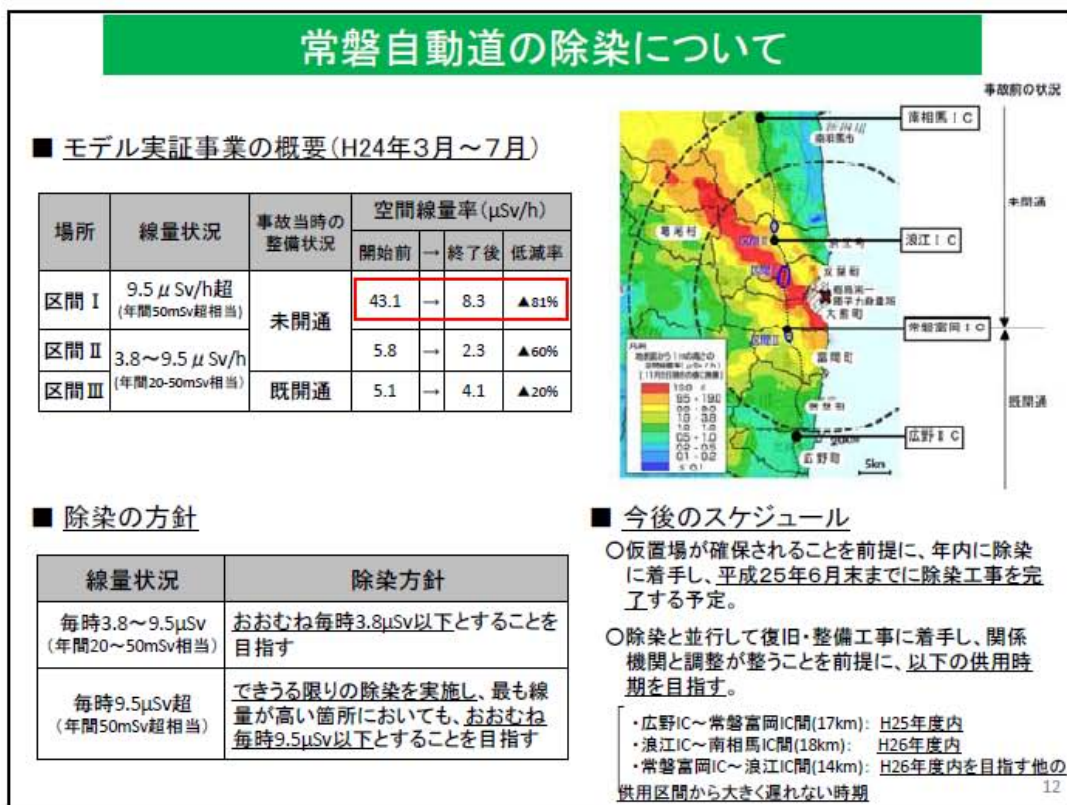 常磐自動道の除染について
■ モデル実証事業の概要(H24年3月～7月)
場所
線量状況
事故当時の
整備状況
空間線量率(μSv/h)
開始前 → 終了後 低減率
区間Ⅰ
9.5μSv/h超
(年間50mSv超相当)
未開通
43.1 → 8.3 ▲81%
区間Ⅱ
3.8～9.5μSv/h
(年間20-50mSv相当)
5.8 → 2.3 ▲60%
区間Ⅲ
既開通
5.1 → 4.1 ▲20%
事故前の状況
南相馬IC
南相馬市
未開通
葛尾村
浪江IC
浪江町
双葉町
大熊町
常磐富岡IC
富岡町
既開通
広野IC
20km
広野町
5km
凡例
■ 除染の方針
線量状況
除染方針
毎時3.8～9.5μSv
(年間20～50mSv相当)
おおむね毎時3.8μSv以下とすることを
目指す
毎時9.5μSv超
(年間50mSv超相当)
できうる限りの除染を実施し、最も線
量が高い箇所においても、おおむね
毎時9.5μSv以下とすることを目指す
■ 今後のスケジュール
○仮置場が確保されることを前提に、年内に除染
に着手し、平成25年6月末までに除染工事を完
了する予定。
○除染と並行して復旧・整備工事に着手し、関係
機関と調整が整うことを前提に、以下の供用時
期を目指す。
・広野IC～常磐富岡IC間(17km): H25年度内
・浪江IC～南相馬IC間(18km): H26年度内
・常磐富岡IC～浪江IC間(14km): H26年度内を目指す他の
供用区間から大きく遅れない時期
12